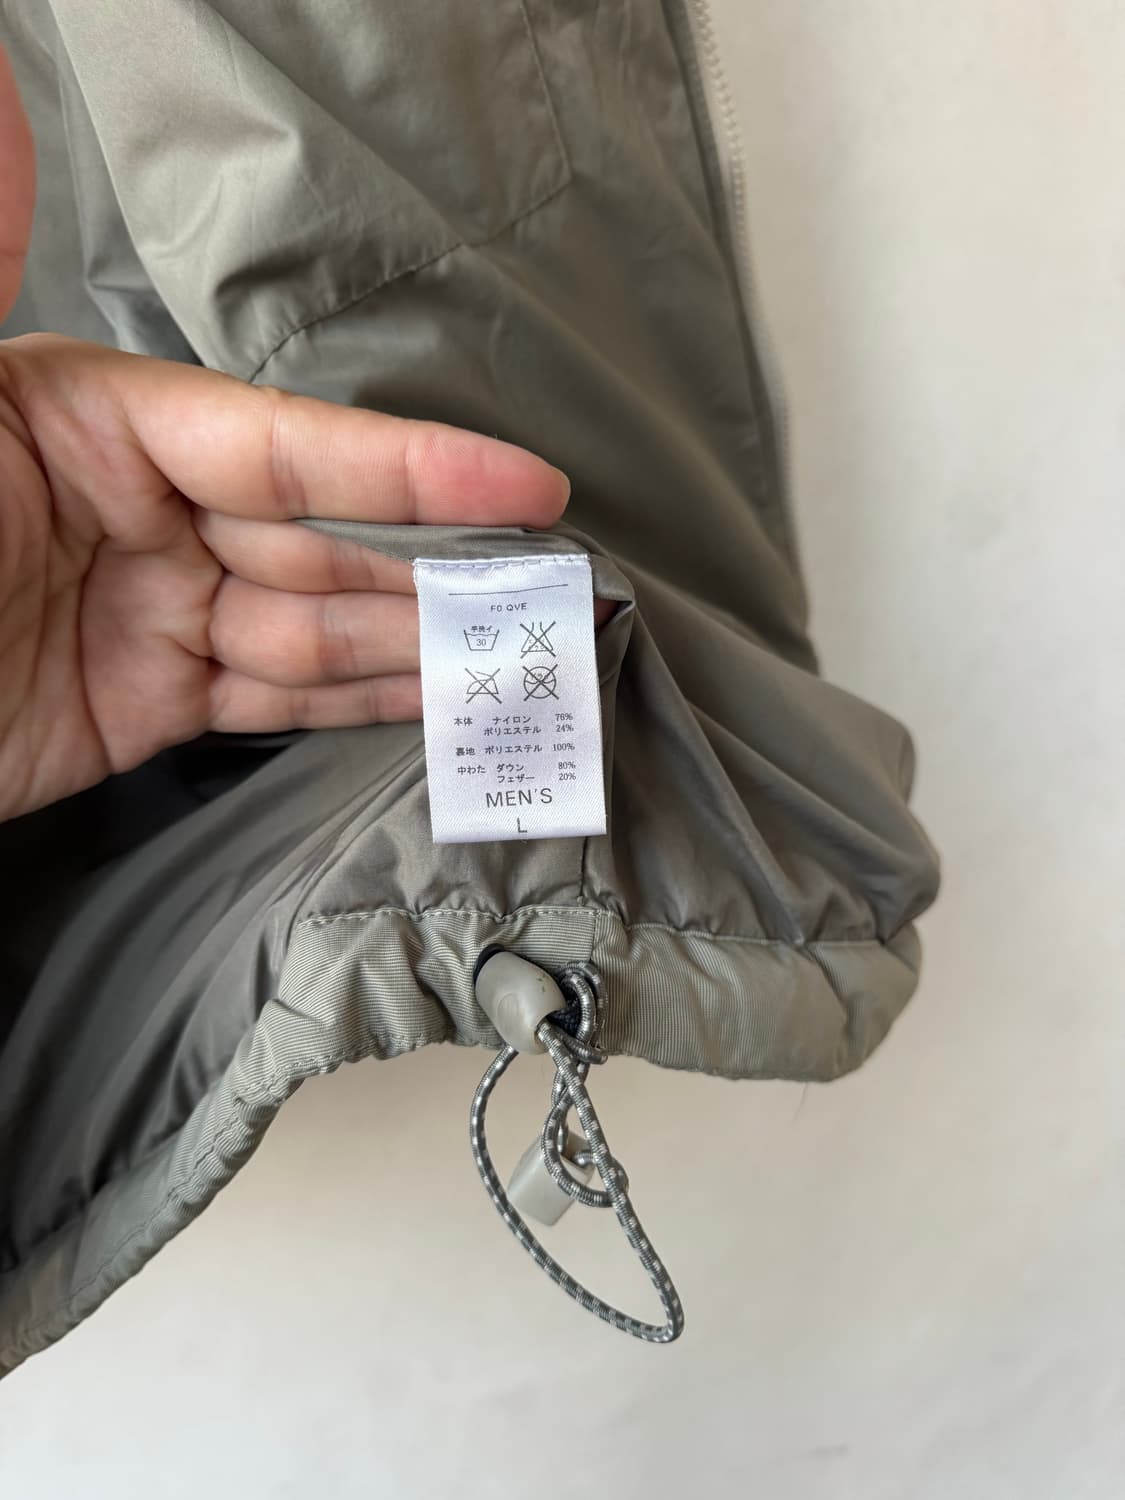 F0 QVE
手洗イ
30
本体 ナイロン 76%
ポリエステル 24%
裏地 ポリエステル 100%
中わた ダウン 80%
フェザー 20%
MEN'S
L